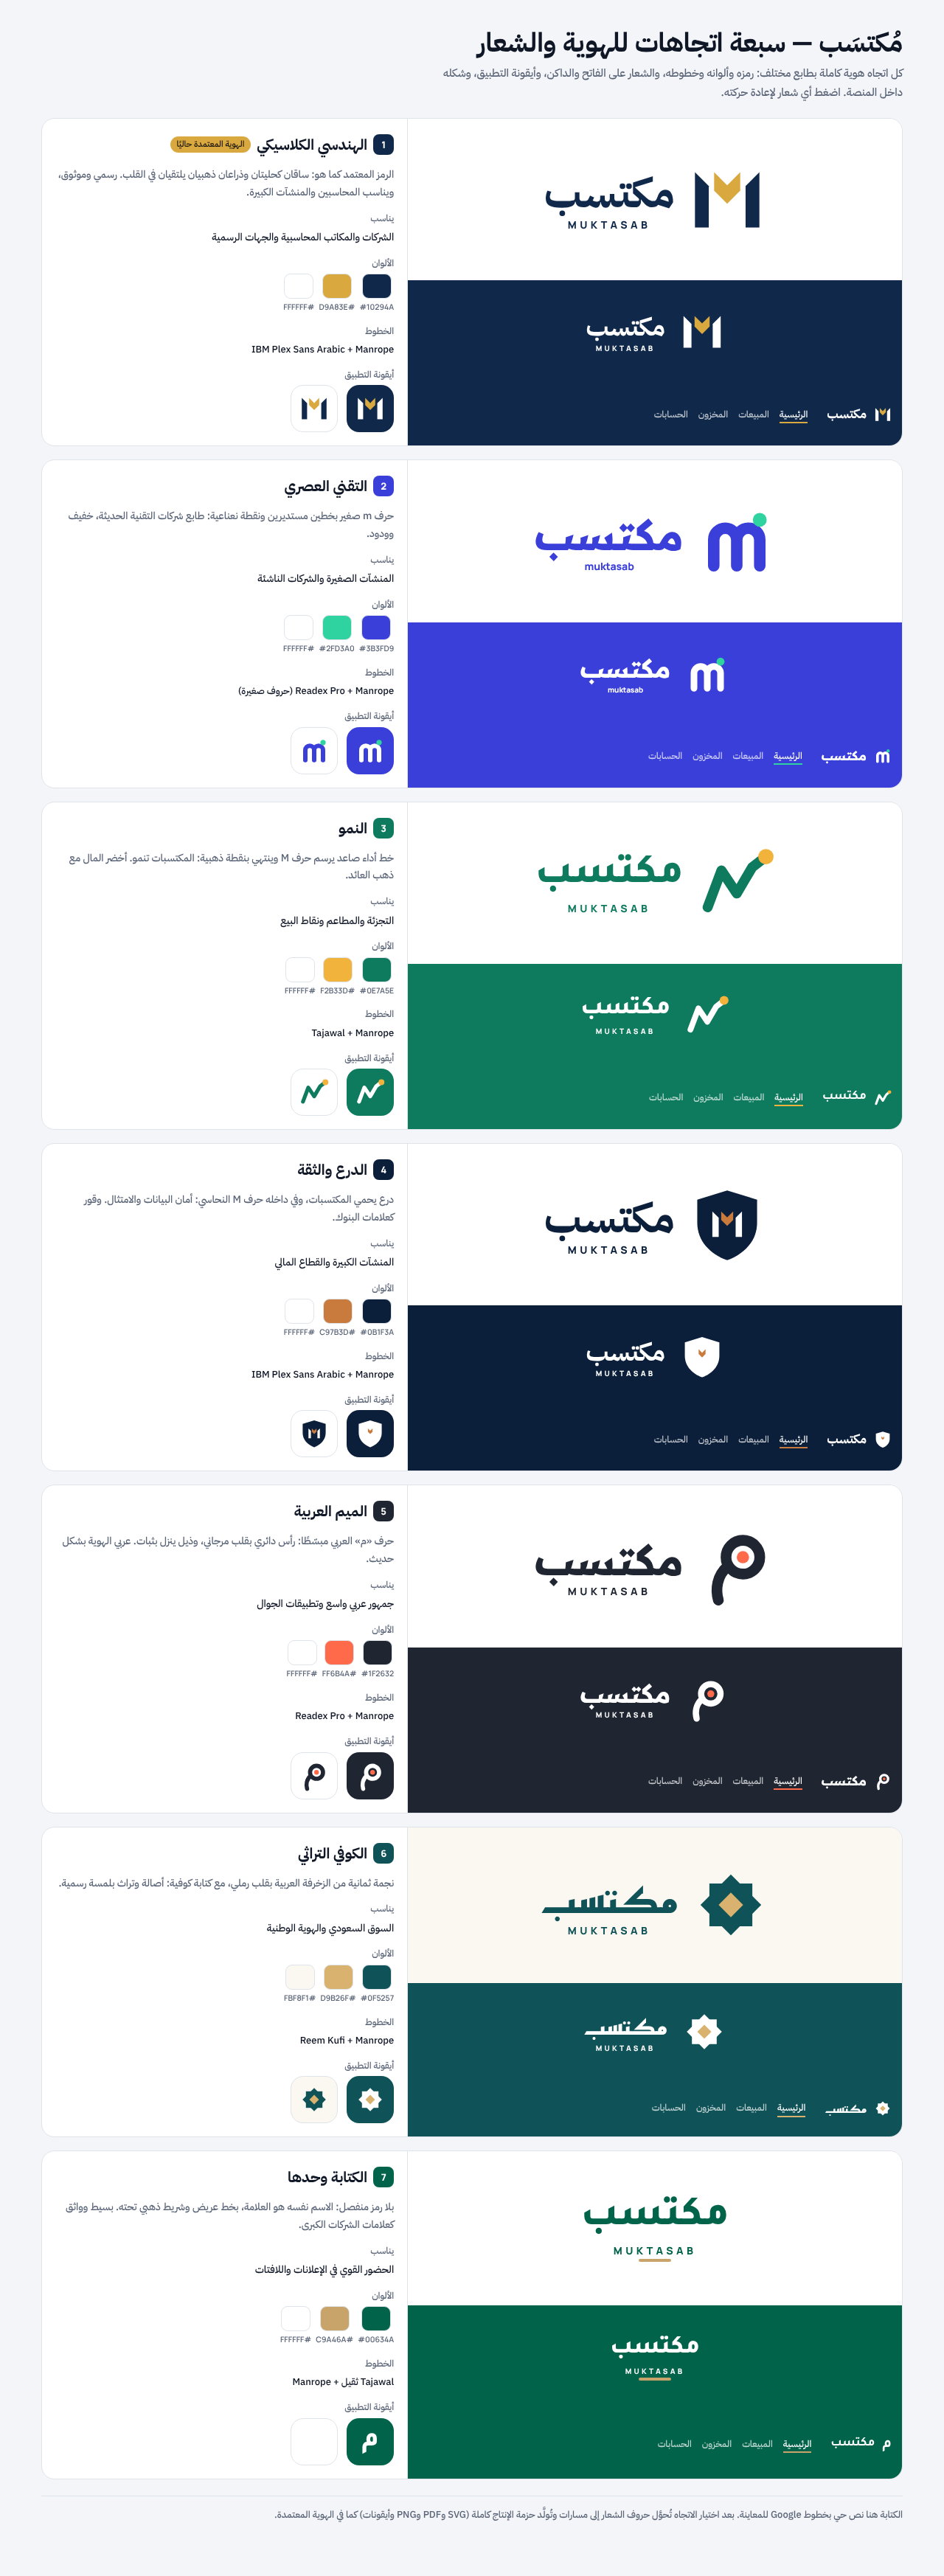 مُكتسَب — سبعة اتجاهات للهوية والشعار
كل اتجاه هوية كاملة بطابع مختلف: رمزه وألوانه وخطوطه، والشعار على الفاتح والداكن، وأيقونة التطبيق، وشكله
داخل المنصة. اضغط أي شعار لإعادة حركته.
مكتسب
MUKTASAB
مكتسب
MUKTASAB
مكتسب الرئيسية المبيعات المخزون الحسابات
1 الهندسي الكلاسيكي الهوية المعتمدة حاليًا
الرمز المعتمد كما هو: ساقان كحليتان وذراعان ذهبيان يلتقيان في القلب. رسمي وموثوق،
ويناسب المحاسبين والمنشآت الكبيرة.
يناسب
الشركات والمكاتب المحاسبية والجهات الرسمية
الألوان
#10294A D9A83E# FFFFFF#
الخطوط
IBM Plex Sans Arabic + Manrope
أيقونة التطبيق
مكتسب
muktasab
مكتسب
muktasab
مكتسب الرئيسية المبيعات المخزون الحسابات
2 التقني العصري
حرف m صغير بخطين مستديرين ونقطة نعناعية: طابع شركات التقنية الحديثة، خفيف
وودود.
يناسب
المنشآت الصغيرة والشركات الناشئة
الألوان
#3B3FD9 #2FD3A0 FFFFFF#
الخطوط
Readex Pro + Manrope (حروف صغيرة)
أيقونة التطبيق
مكتسب
MUKTASAB
مكتسب
MUKTASAB
مكتسب الرئيسية المبيعات المخزون الحسابات
3 النمو
خط أداء صاعد يرسم حرف M وينتهي بنقطة ذهبية: المكتسبات تنمو. أخضر المال مع
ذهب العائد.
يناسب
التجزئة والمطاعم ونقاط البيع
الألوان
#0E7A5E F2B33D# FFFFFF#
الخطوط
Tajawal + Manrope
أيقونة التطبيق
مكتسب
MUKTASAB
مكتسب
MUKTASAB
مكتسب الرئيسية المبيعات المخزون الحسابات
4 الدرع والثقة
درع يحمي المكتسبات، وفي داخله حرف M النحاسي: أمان البيانات والامتثال. وقور
كعلامات البنوك.
يناسب
المنشآت الكبيرة والقطاع المالي
الألوان
#0B1F3A C97B3D# FFFFFF#
الخطوط
IBM Plex Sans Arabic + Manrope
أيقونة التطبيق
مكتسب
MUKTASAB
مكتسب
MUKTASAB
مكتسب الرئيسية المبيعات المخزون الحسابات
5 الميم العربية
حرف «م» العربي مبسّطًا: رأس دائري بقلب مرجاني، وذيل ينزل بثبات. عربي الهوية بشكل
حديث.
يناسب
جمهور عربي واسع وتطبيقات الجوال
الألوان
#1F2632 FF6B4A# FFFFFF#
الخطوط
Readex Pro + Manrope
أيقونة التطبيق
مكتسب
MUKTASAB
مكتسب
MUKTASAB
مكتسب الرئيسية المبيعات المخزون الحسابات
6 الكوفي التراثي
نجمة ثمانية من الزخرفة العربية بقلب رملي، مع كتابة كوفية: أصالة وتراث بلمسة رسمية.
يناسب
السوق السعودي والهوية الوطنية
الألوان
#0F5257 D9B26F# FBF8F1#
الخطوط
Reem Kufi + Manrope
أيقونة التطبيق
مكتسب
MUKTASAB
مكتسب
MUKTASAB
م مكتسب الرئيسية المبيعات المخزون الحسابات
7 الكتابة وحدها
بلا رمز منفصل: الاسم نفسه هو العلامة، بخط عريض وشريط ذهبي تحته. بسيط وواثق
كعلامات الشركات الكبرى.
يناسب
الحضور القوي في الإعلانات واللافتات
الألوان
#00634A C9A46A# FFFFFF#
الخطوط
Tajawal ثقيل + Manrope
أيقونة التطبيق
م
الكتابة هنا نص حي بخطوط Google للمعاينة. بعد اختيار الاتجاه تُحوَّل حروف الشعار إلى مسارات وتُولَّد حزمة الإنتاج كاملة (SVG وPDF وPNG وأيقونات) كما في الهوية المعتمدة.